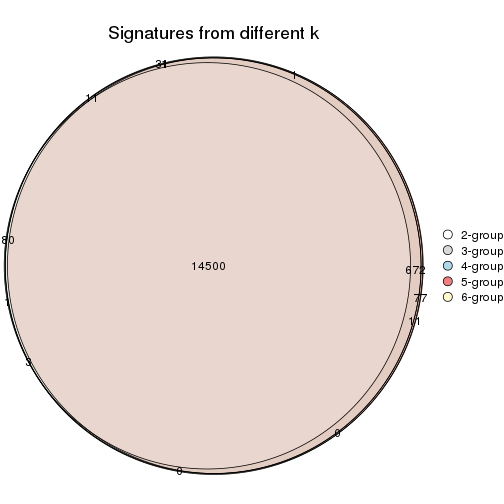 Signatures from different k
31
1
11
80
14500
672
1
77
11
3
0
0
2-group
3-group
4-group
5-group
6-group